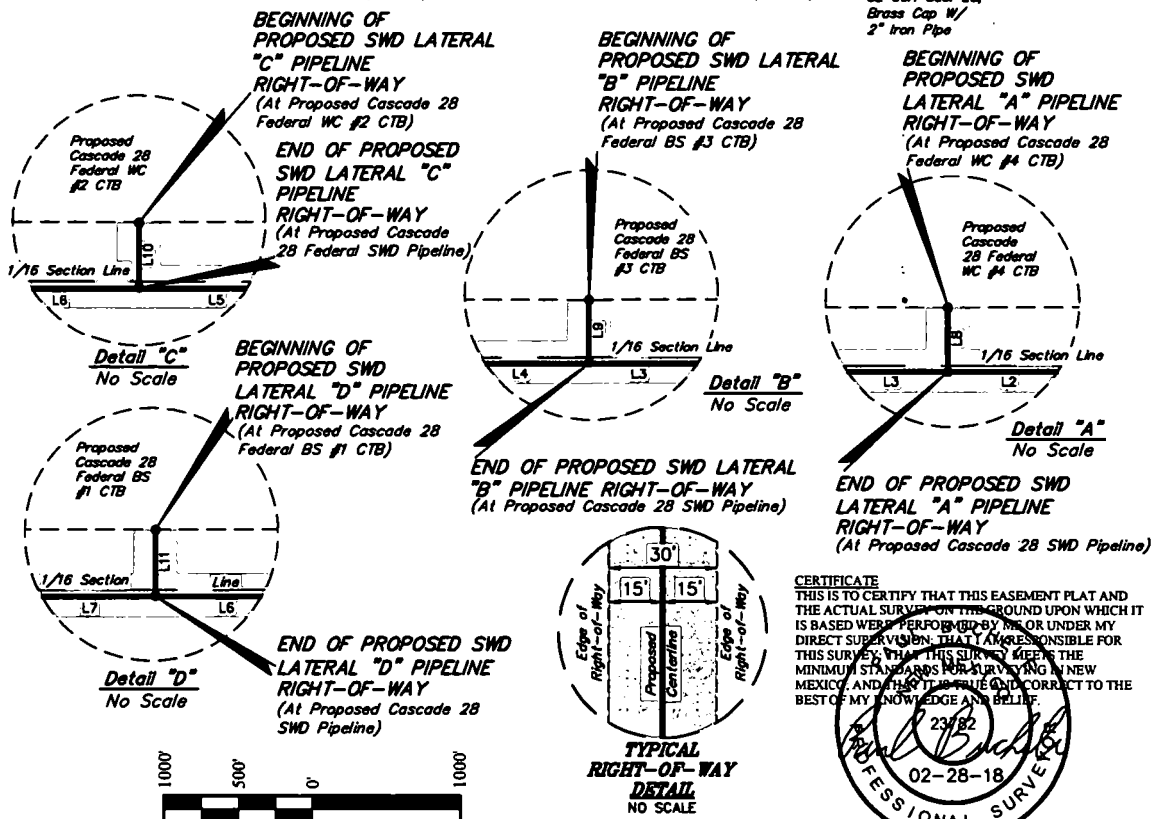 Brass Cap W/
2" Iron Pipe
BEGINNING OF
PROPOSED SWD LATERAL
"C" PIPELINE
RIGHT-OF-WAY
(At Proposed Cascade 28
Federal WC #2 CTB)
Proposed
Cascade 28
Federal WC
#2 CTB
END OF PROPOSED
SWD LATERAL "C"
PIPELINE
RIGHT-OF-WAY
(At Proposed Cascade
28 Federal SWD Pipeline)
L10
1/16 Section Line
L6
L5
Detail "C"
No Scale
BEGINNING OF
PROPOSED SWD LATERAL
"B" PIPELINE
RIGHT-OF-WAY
(At Proposed Cascade 28
Federal BS #3 CTB)
Proposed
Cascade 28
Federal BS
#3 CTB
L9
1/16 Section Line
L4
L3
Detail "B"
No Scale
END OF PROPOSED SWD LATERAL
"B" PIPELINE RIGHT-OF-WAY
(At Proposed Cascade 28 SWD Pipeline)
BEGINNING OF
PROPOSED SWD
LATERAL "A" PIPELINE
RIGHT-OF-WAY
(At Proposed Cascade 28
Federal WC #4 CTB)
Proposed
Cascade
28 Federal
WC #4 CTB
L8
1/16 Section Line
L3
L2
Detail "A"
No Scale
END OF PROPOSED SWD
LATERAL "A" PIPELINE
RIGHT-OF-WAY
(At Proposed Cascade 28 SWD Pipeline)
BEGINNING OF
PROPOSED SWD
LATERAL "D" PIPELINE
RIGHT-OF-WAY
(At Proposed Cascade 28
Federal BS #1 CTB)
Proposed
Cascade 28
Federal BS
#1 CTB
L11
1/16 Section Line
L7
L6
Detail "D"
No Scale
END OF PROPOSED SWD
LATERAL "D" PIPELINE
RIGHT-OF-WAY
(At Proposed Cascade 28
SWD Pipeline)
30'
15'
15'
Edge of
Right-of-Way
Proposed
Centerline
Edge of
Right-of-Way
TYPICAL
RIGHT-OF-WAY
DETAIL
NO SCALE
1000'
500'
0'
1000'
CERTIFICATE
THIS IS TO CERTIFY THAT THIS EASEMENT PLAT AND
THE ACTUAL SURVEY ON THE GROUND UPON WHICH IT
IS BASED WERE PERFORMED BY ME OR UNDER MY
DIRECT SUPERVISION; THAT I AM RESPONSIBLE FOR
THIS SURVEY; THAT THIS SURVEY MEETS THE
MINIMUM STANDARDS FOR SURVEYING IN NEW
MEXICO, AND THAT IT IS TRUE AND CORRECT TO THE
BEST OF MY KNOWLEDGE AND BELIEF.
NEW MEXICO
23782
02-28-18
PROFESSIONAL SURVEYOR